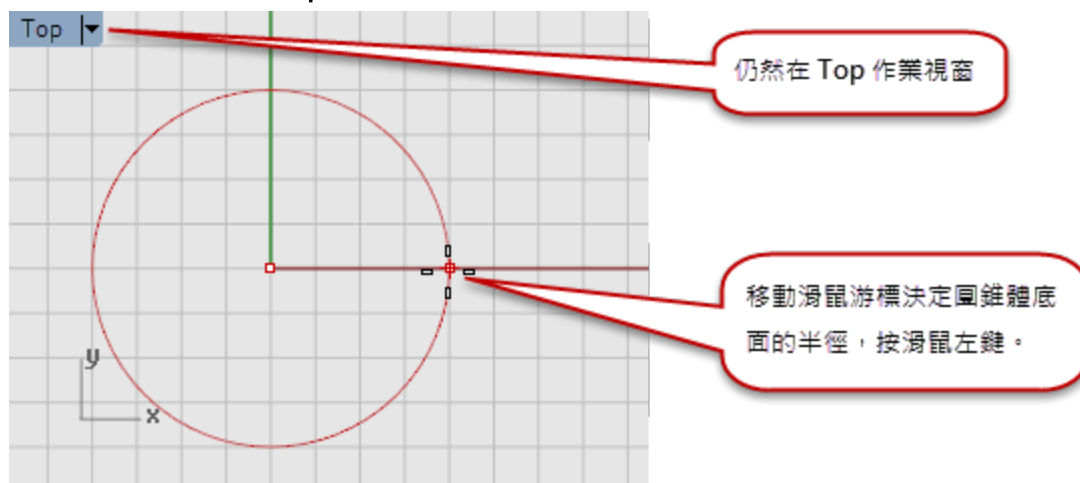 Top
仍然在 Top 作業視窗
移動滑鼠游標決定圓錐體底
面的半徑，按滑鼠左鍵。
y
x